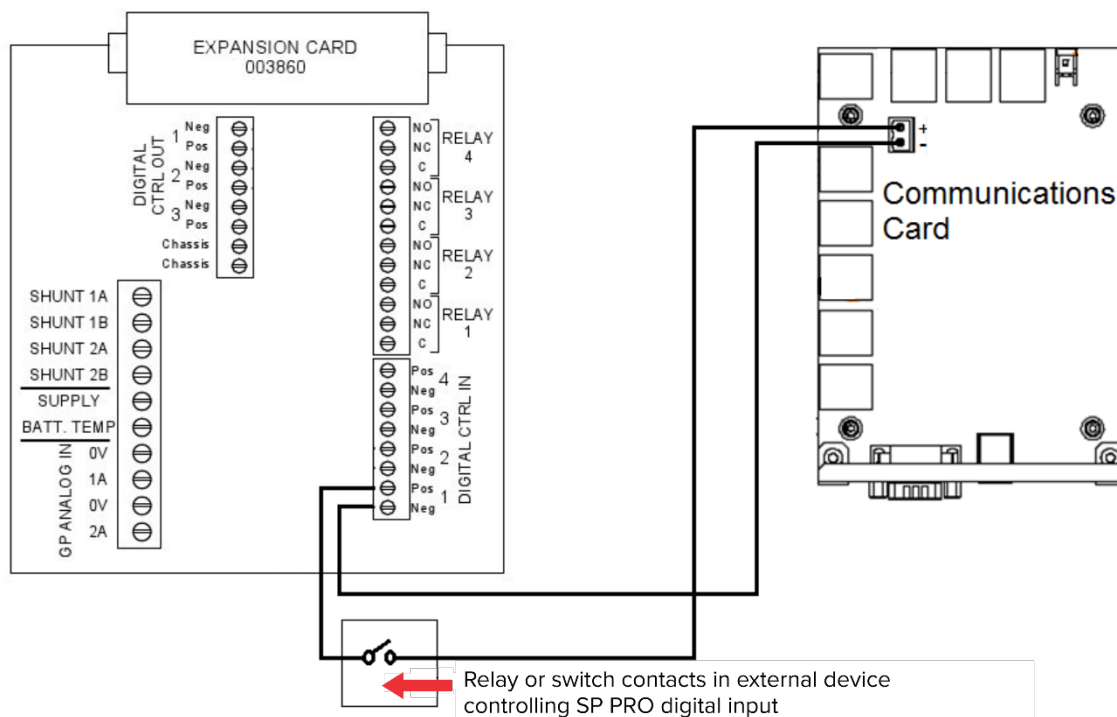 EXPANSION CARD
003860
DIGITAL
CTRL OUT
1 Neg
Pos
2 Neg
Pos
3 Neg
Pos
Chassis
Chassis
NO
NC
C
RELAY
4
NO
NC
C
RELAY
3
NO
NC
C
RELAY
2
NO
NC
C
RELAY
1
SHUNT 1A
SHUNT 1B
SHUNT 2A
SHUNT 2B
SUPPLY
BATT. TEMP
GP ANALOG IN
0V
1A
0V
2A
Pos 4
Neg
Pos 3
Neg
Pos 2
Neg
Pos 1
Neg
DIGITAL CTRL IN
+
-
Communications
Card
Relay or switch contacts in external device
controlling SP PRO digital input